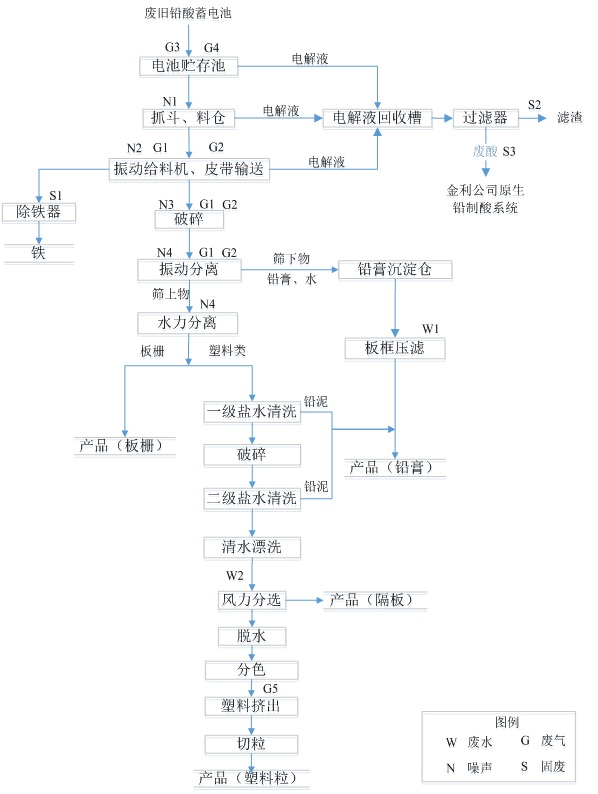 废旧铅酸蓄电池
G3 G4
电池贮存池
电解液
N1
抓斗、料仓
电解液
电解液回收槽
过滤器
S2
滤渣
废酸 S3
金利公司原生
铅制酸系统
N2 G1 G2
振动给料机、皮带输送
电解液
S1
除铁器
铁
N3 G1 G2
破碎
N4 G1 G2
振动分离
筛下物
铅膏、水
铅膏沉淀仓
筛上物
N4
水力分离
W1
板框压滤
板栅
塑料类
一级盐水清洗
铅泥
产品（板栅）
破碎
产品（铅膏）
二级盐水清洗
铅泥
清水漂洗
W2
风力分选
产品（隔板）
脱水
分色
G5
塑料挤出
切粒
产品（塑料粒）
图例
W 废水 G 废气
N 噪声 S 固废